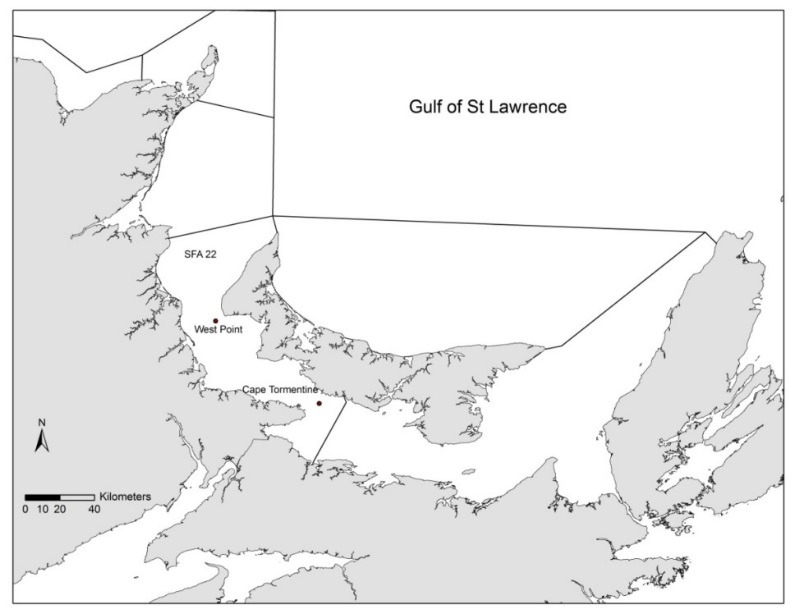 Gulf of St Lawrence
SFA 22
West Point
Cape Tormentine
N
Kilometers
0 10 20 40